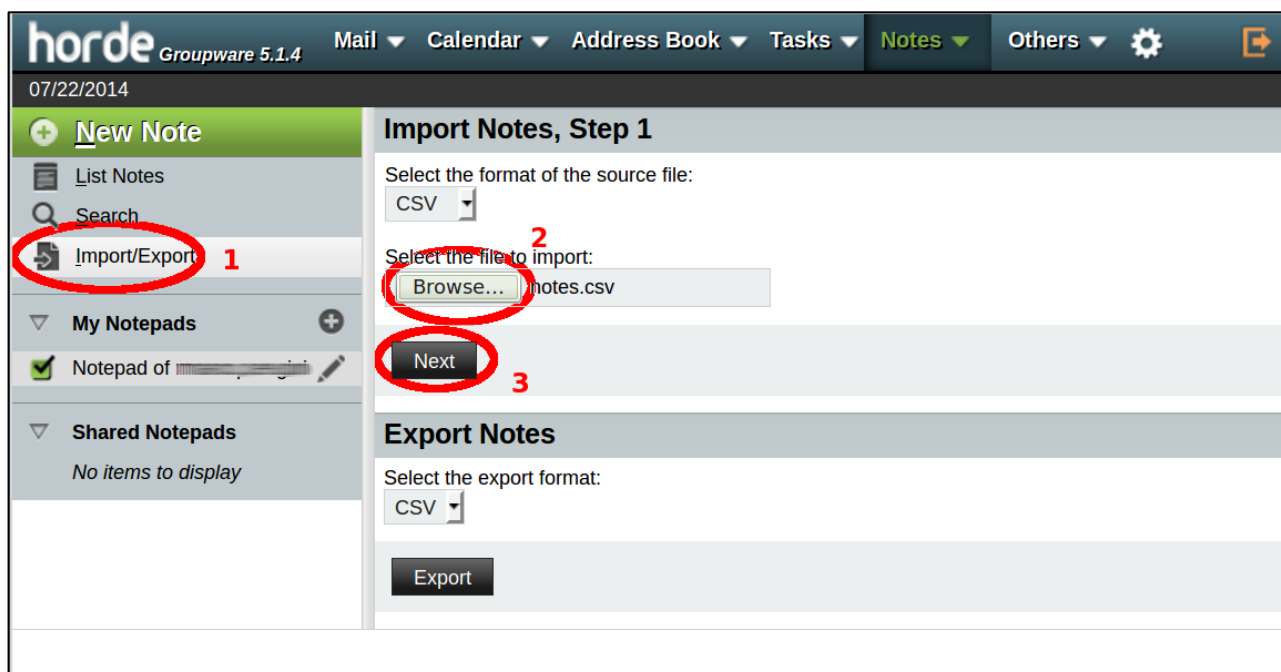 horde Groupware 5.1.4 Mail Calendar Address Book Tasks Notes Others
07/22/2014
New Note
List Notes
Search
Import/Export 1
My Notepads
Notepad of
Shared Notepads
No items to display
Import Notes, Step 1
Select the format of the source file:
CSV
2
Select the file to import:
Browse... notes.csv
Next
3
Export Notes
Select the export format:
CSV
Export